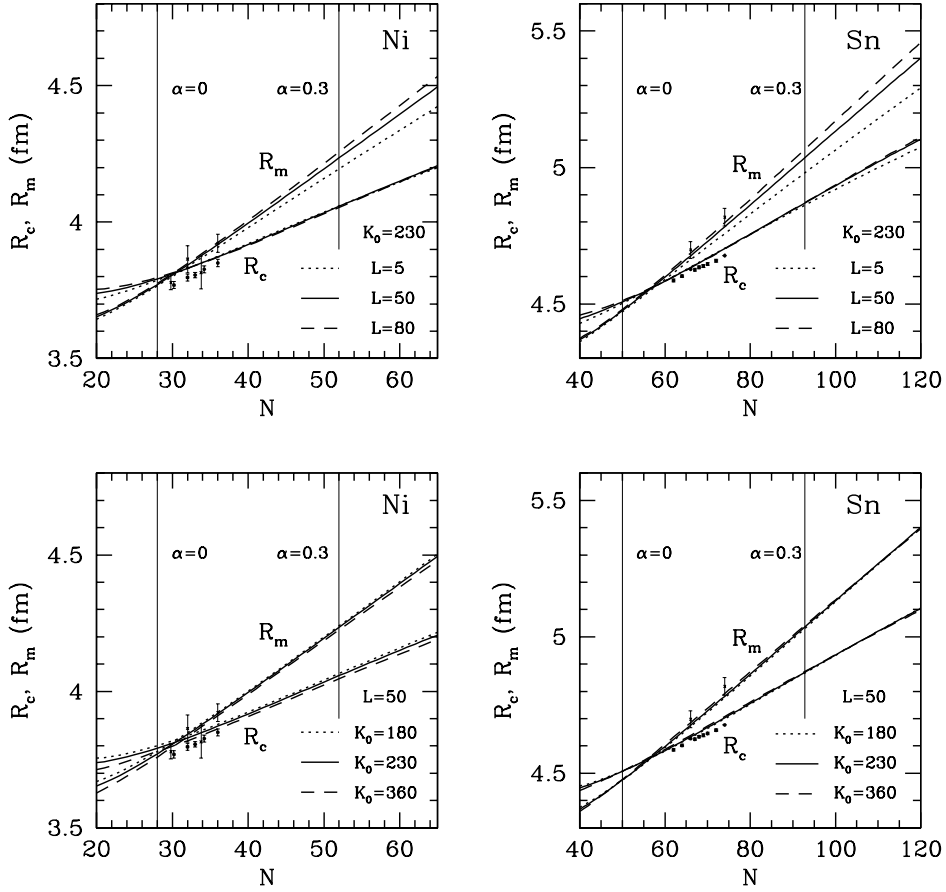 Ni
4.5
α=0
α=0.3
R_m
R_c, R_m (fm)
4
K_0=230
R_c
L=5
L=50
L=80
3.5
20 30 40 50 60
N
Sn
5.5
α=0
α=0.3
R_m
R_c, R_m (fm)
5
K_0=230
R_c
L=5
4.5
L=50
L=80
40 60 80 100 120
N
Ni
4.5
α=0
α=0.3
R_m
R_c, R_m (fm)
4
L=50
R_c
K_0=180
K_0=230
K_0=360
3.5
20 30 40 50 60
N
Sn
5.5
α=0
α=0.3
R_m
R_c, R_m (fm)
5
L=50
R_c
K_0=180
4.5
K_0=230
K_0=360
40 60 80 100 120
N